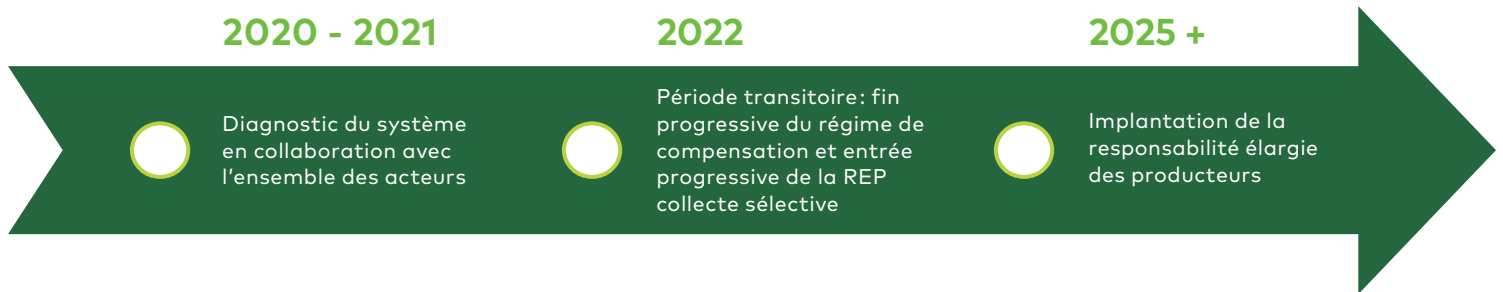 2020 - 2021
Diagnostic du système
en collaboration avec
l'ensemble des acteurs
2022
Période transitoire: fin
progressive du régime de
compensation et entrée
progressive de la REP
collecte sélective
2025 +
Implantation de la
responsabilité élargie
des producteurs